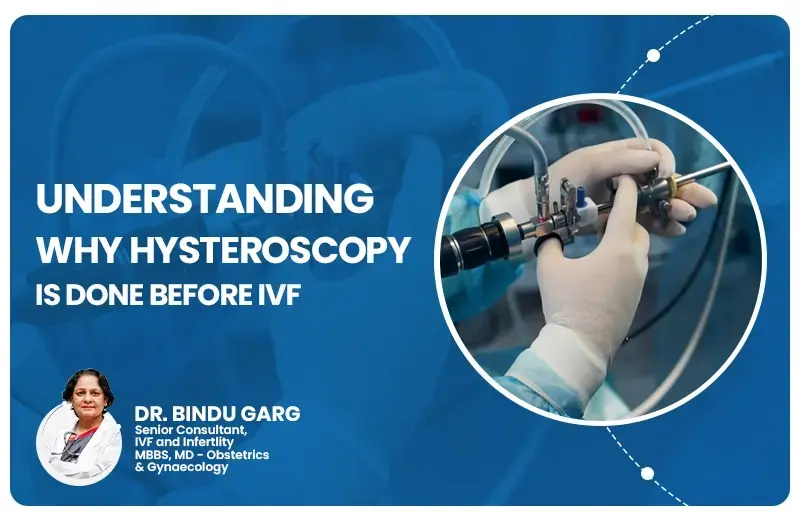 UNDERSTANDING
WHY HYSTEROSCOPY
IS DONE BEFORE IVF
DR. BINDU GARG
Senior Consultant,
IVF and Infertlity
MBBS, MD - Obstetrics
& Gynaecology